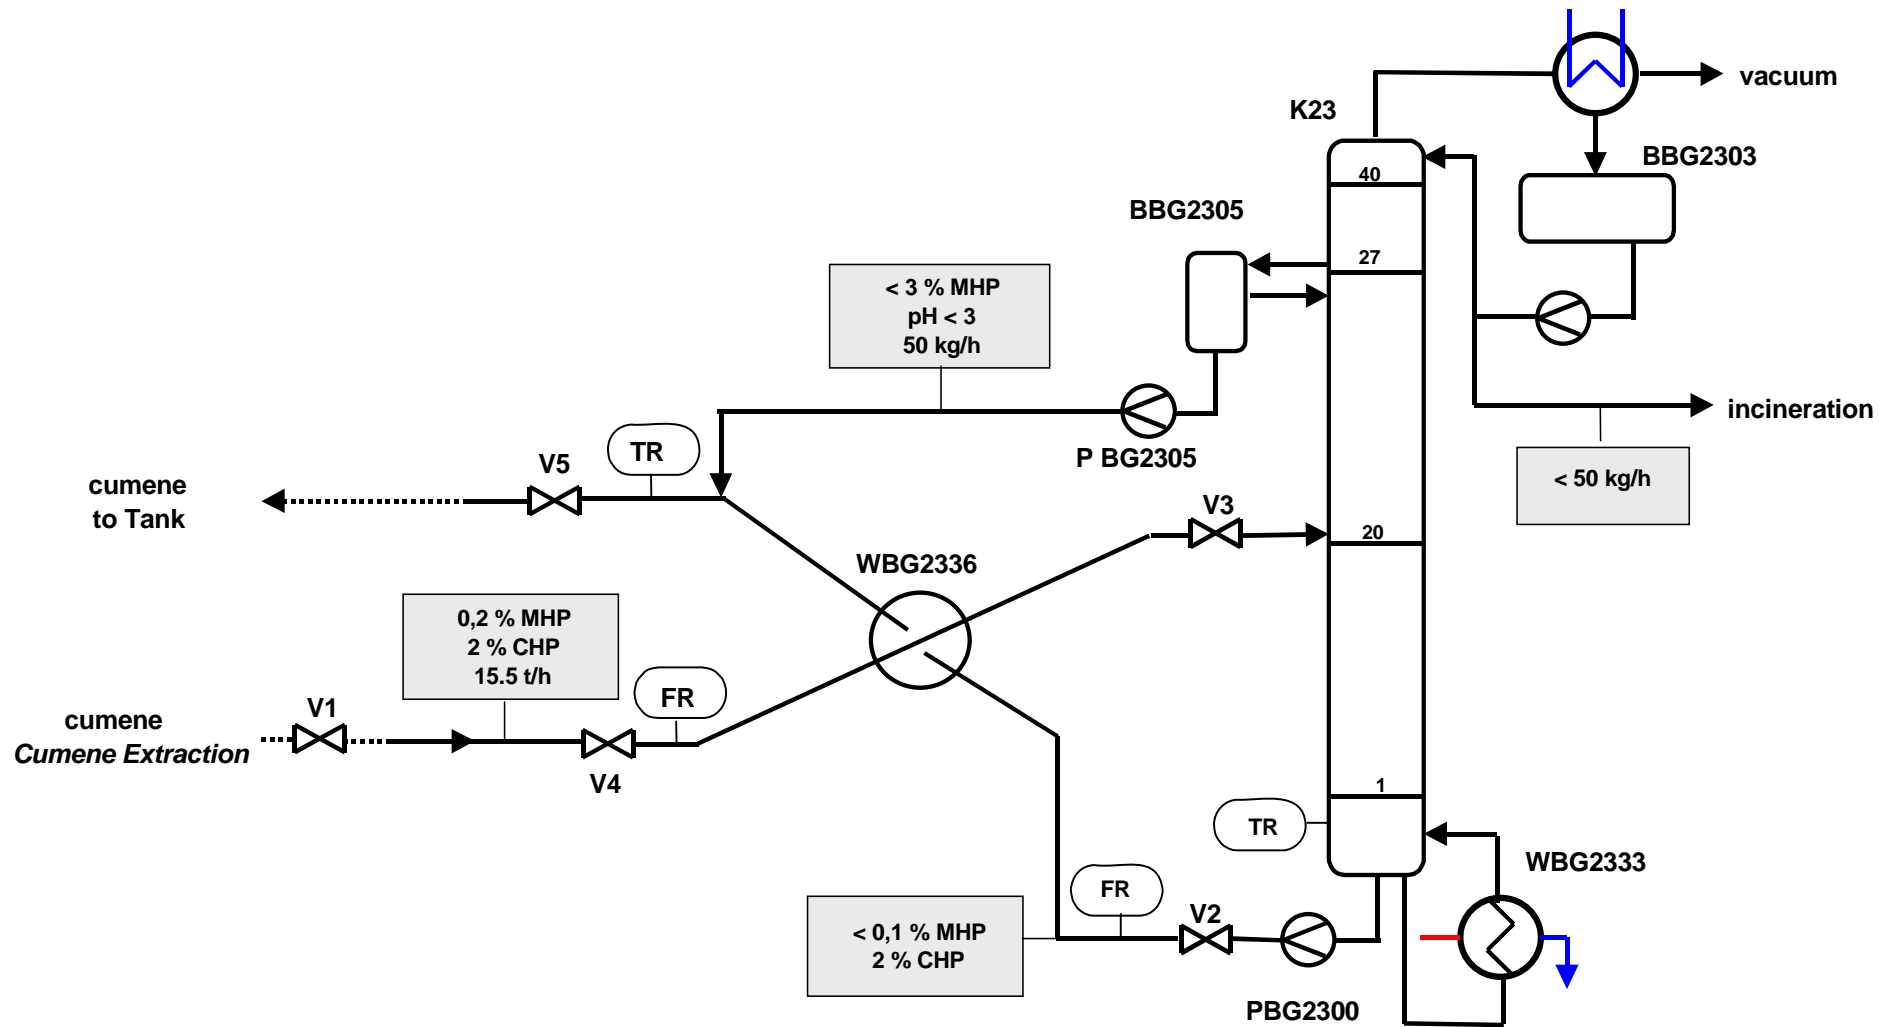 vacuum
K23
BBG2303
40
BBG2305
27
< 3 % MHP
pH < 3
50 kg/h
incineration
P BG2305
TR
V5
< 50 kg/h
cumene
to Tank
V3
20
WBG2336
0,2 % MHP
2 % CHP
15.5 t/h
FR
V1
cumene
Cumene Extraction
V4
1
TR
WBG2333
FR
V2
< 0,1 % MHP
2 % CHP
PBG2300